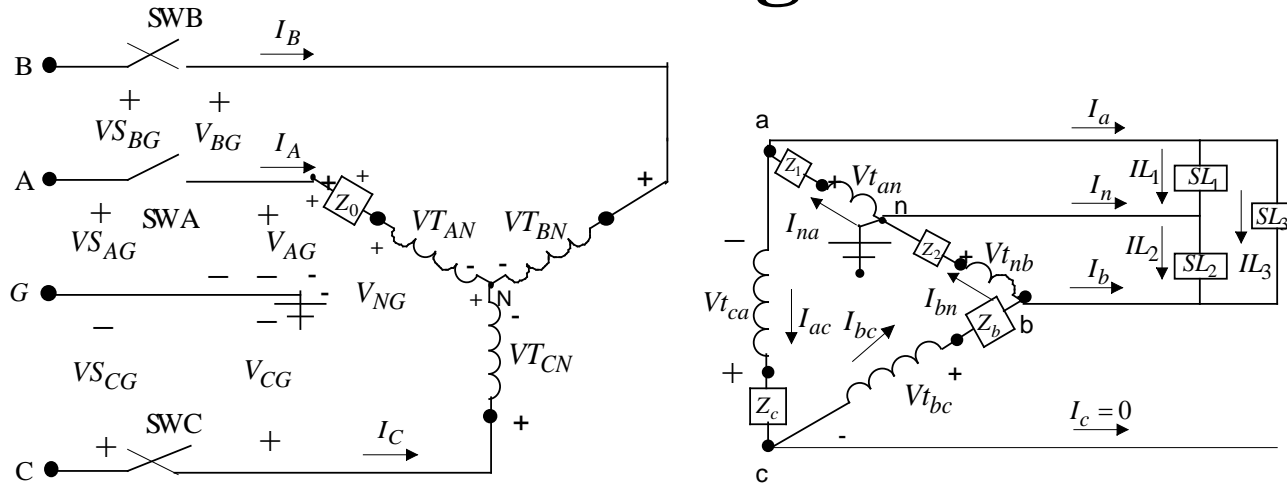 g
SWB
I_B
B
+ +
VS_BG V_BG
I_A
A
+ + +
Z_0
+
+ SWA +
VS_AG V_AG
VT_AN VT_BN
+
+
- -
G
- - -
-
V_NG
+ N
-
- -
VS_CG V_CG
VT_CN
+ SWC +
I_C
+
C
a
I_a
Z_1
+ Vt_an
IL_1 SL_1
n
I_n
SL_3
I_na
Z_2
+ Vt_nb
IL_2 SL_2
IL_3
-
Vt_ca
I_ac
I_bc
I_bn
I_b
Z_b
b
+
Z_c
+
Vt_bc
-
I_c = 0
c